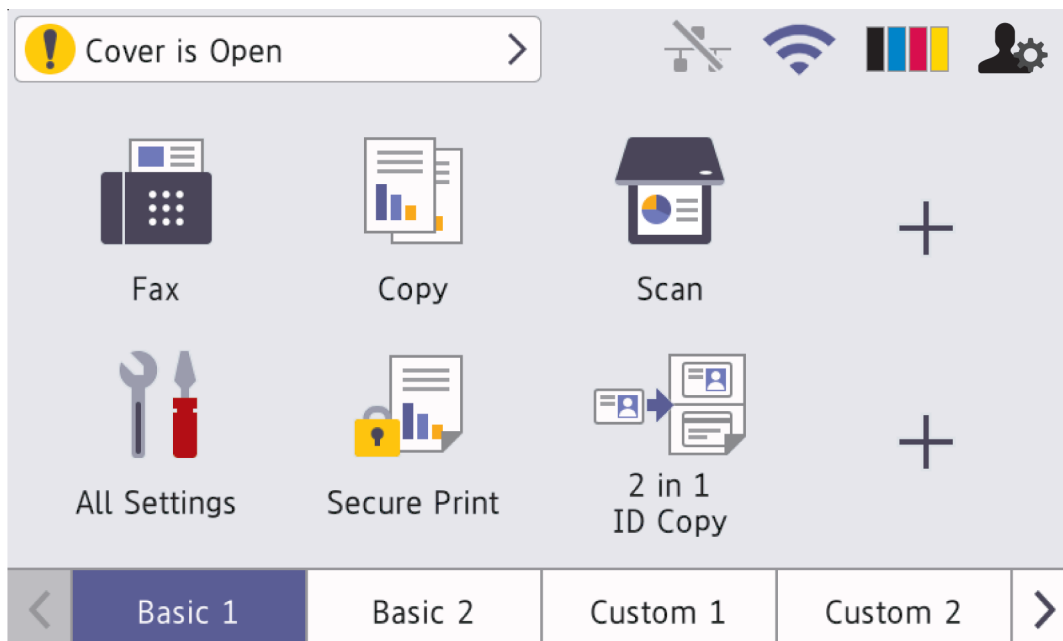 Cover is Open
Fax
Copy
Scan
All Settings
Secure Print
2 in 1
ID Copy
Basic 1
Basic 2
Custom 1
Custom 2